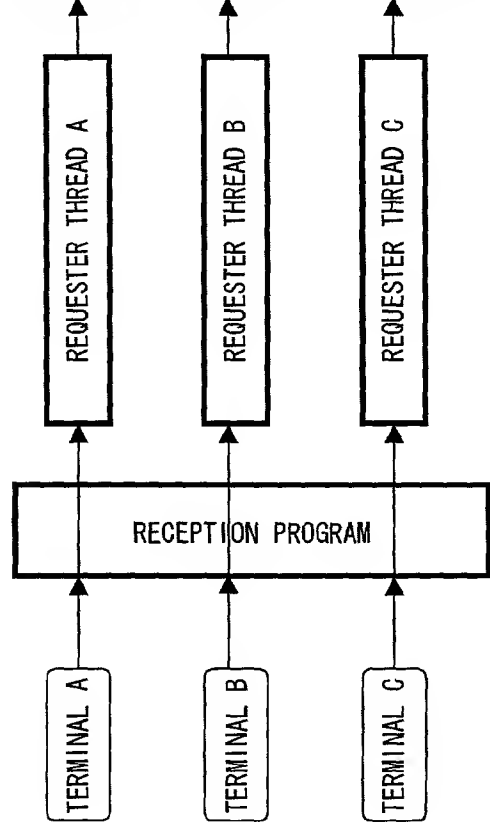 REQUESTER THREAD A
REQUESTER THREAD B
REQUESTER THREAD C
RECEPTION PROGRAM
TERMINAL A
TERMINAL B
TERMINAL C